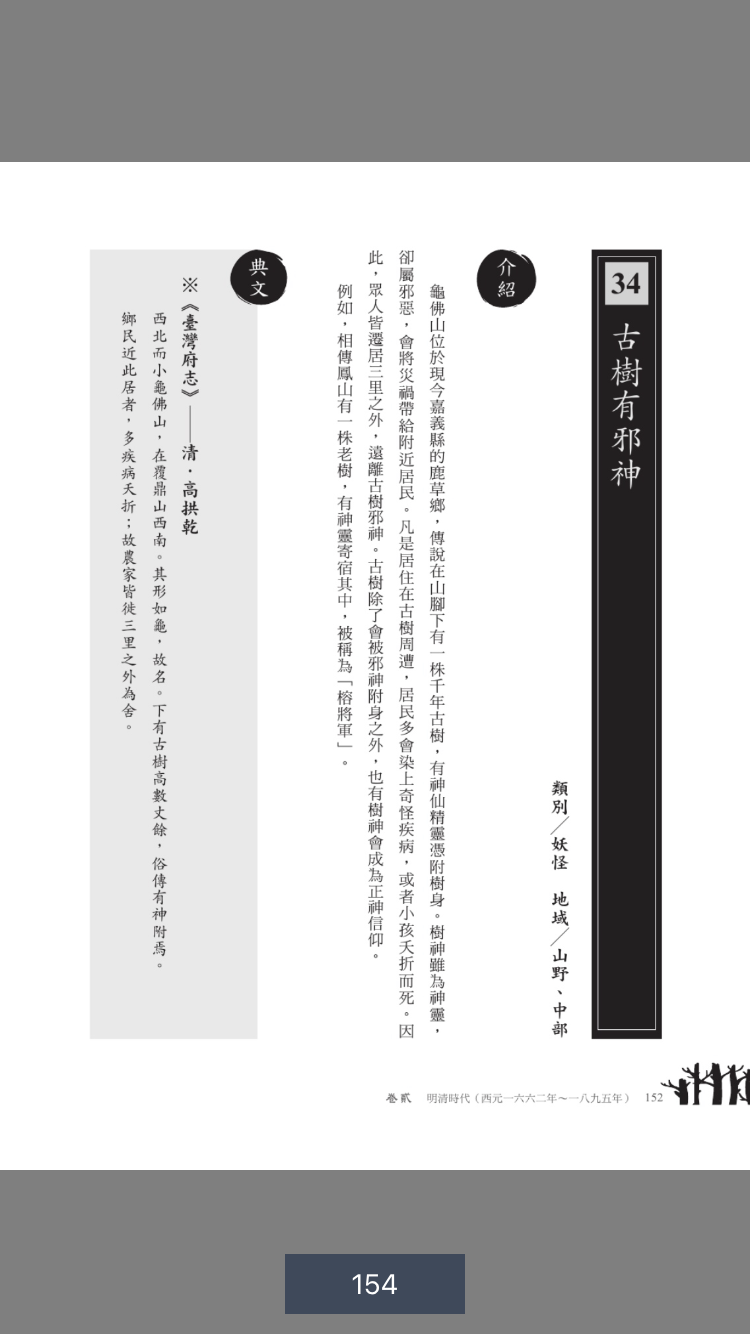 34
古樹有邪神
類別／妖怪　地域／山野、中部
介紹
龜佛山位於現今嘉義縣的鹿草鄉，傳說在山腳下有一株千年古樹，有神仙精靈憑附樹身。樹神雖為神靈，
卻屬邪惡，會將災禍帶給附近居民。凡是居住在古樹周遭，居民多會染上奇怪疾病，或者小孩夭折而死。因
此，眾人皆遷居三里之外，遠離古樹邪神。古樹除了會被邪神附身之外，也有樹神會成為正神信仰。
例如，相傳鳳山有一株老樹，有神靈寄宿其中，被稱為「榕將軍」。
典文
※《臺灣府志》──清．高拱乾
西北而小龜佛山，在覆鼎山西南。其形如龜，故名。下有古樹高數丈餘，俗傳有神附焉。
鄉民近此居者，多疾病夭折；故農家皆徙三里之外為舍。
卷貳　明清時代（西元一六六二年～一八九五年）　152
154